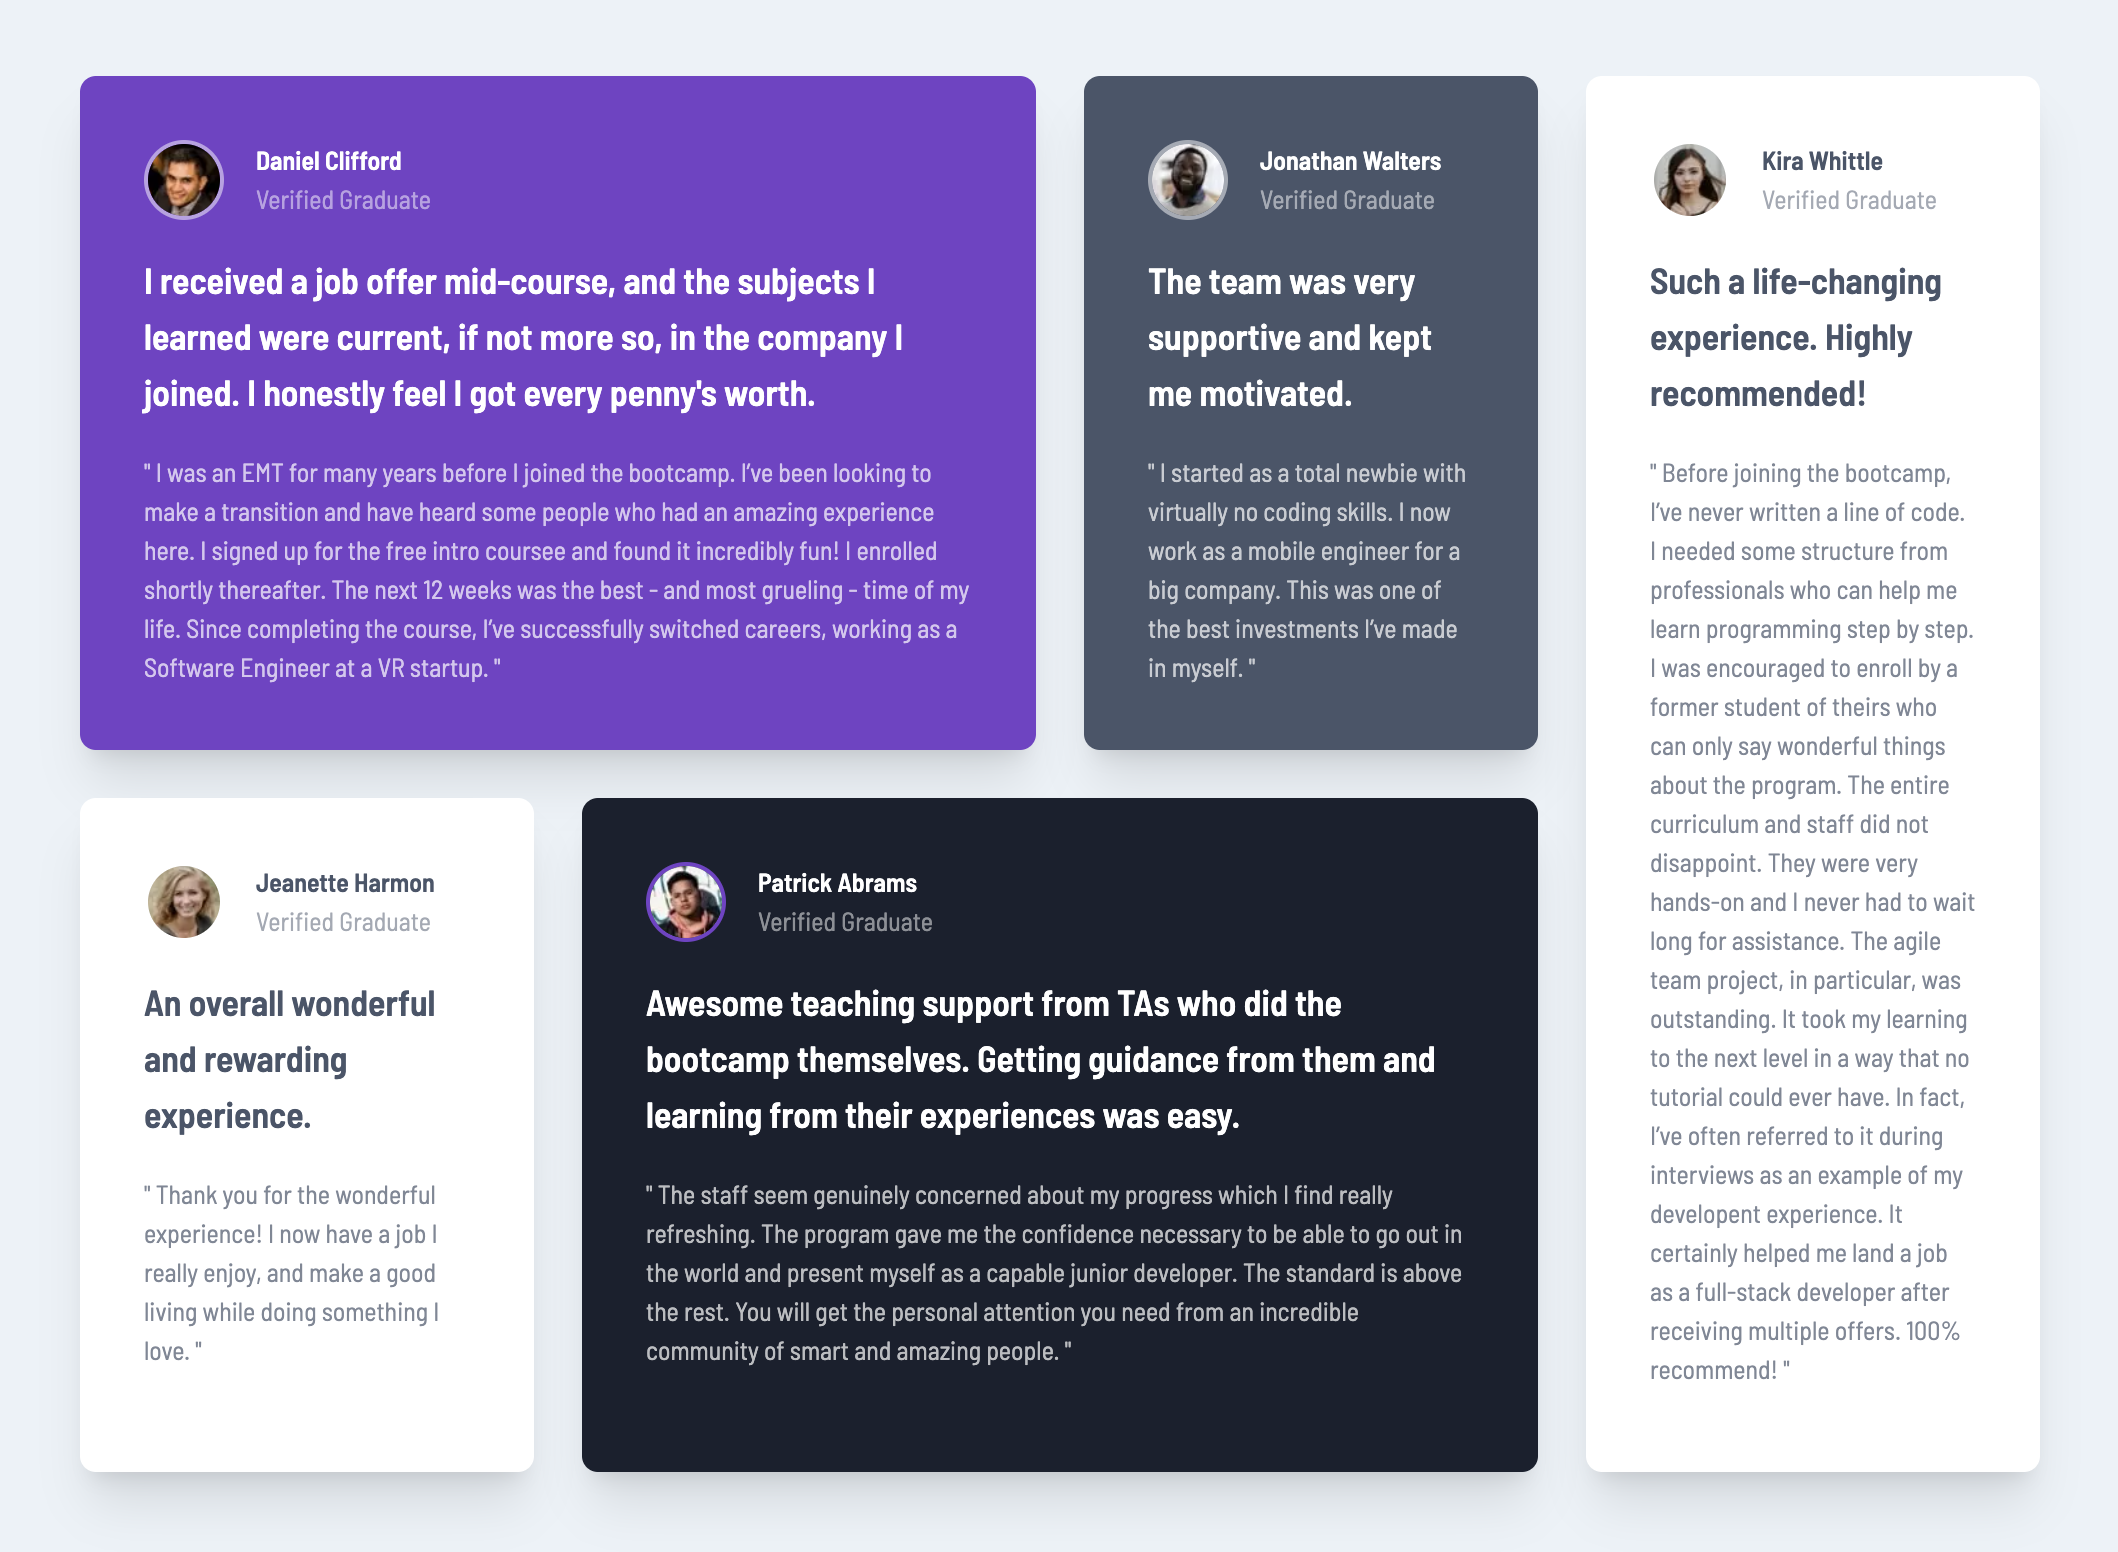 Daniel Clifford
Verified Graduate
I received a job offer mid-course, and the subjects I
learned were current, if not more so, in the company I
joined. I honestly feel I got every penny's worth.
" I was an EMT for many years before I joined the bootcamp. I’ve been looking to
make a transition and have heard some people who had an amazing experience
here. I signed up for the free intro coursee and found it incredibly fun! I enrolled
shortly thereafter. The next 12 weeks was the best - and most grueling - time of my
life. Since completing the course, I’ve successfully switched careers, working as a
Software Engineer at a VR startup. "
Jonathan Walters
Verified Graduate
The team was very
supportive and kept
me motivated.
" I started as a total newbie with
virtually no coding skills. I now
work as a mobile engineer for a
big company. This was one of
the best investments I’ve made
in myself. "
Kira Whittle
Verified Graduate
Such a life-changing
experience. Highly
recommended!
" Before joining the bootcamp,
I’ve never written a line of code.
I needed some structure from
professionals who can help me
learn programming step by step.
I was encouraged to enroll by a
former student of theirs who
can only say wonderful things
about the program. The entire
curriculum and staff did not
disappoint. They were very
hands-on and I never had to wait
long for assistance. The agile
team project, in particular, was
outstanding. It took my learning
to the next level in a way that no
tutorial could ever have. In fact,
I’ve often referred to it during
interviews as an example of my
developent experience. It
certainly helped me land a job
as a full-stack developer after
receiving multiple offers. 100%
recommend! "
Jeanette Harmon
Verified Graduate
An overall wonderful
and rewarding
experience.
" Thank you for the wonderful
experience! I now have a job I
really enjoy, and make a good
living while doing something I
love. "
Patrick Abrams
Verified Graduate
Awesome teaching support from TAs who did the
bootcamp themselves. Getting guidance from them and
learning from their experiences was easy.
" The staff seem genuinely concerned about my progress which I find really
refreshing. The program gave me the confidence necessary to be able to go out in
the world and present myself as a capable junior developer. The standard is above
the rest. You will get the personal attention you need from an incredible
community of smart and amazing people. "